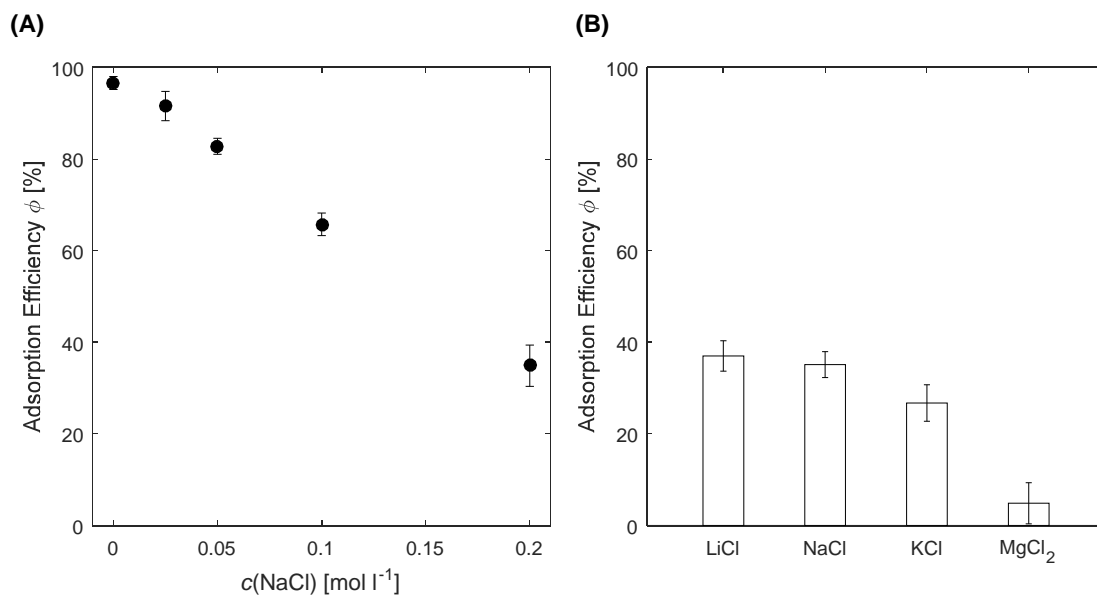 (A)
100
80
60
40
20
0
Adsorption Efficiency ϕ [%]
0 0.05 0.1 0.15 0.2
c(NaCl) [mol l⁻¹]
(B)
100
80
60
40
20
0
Adsorption Efficiency ϕ [%]
LiCl NaCl KCl MgCl₂